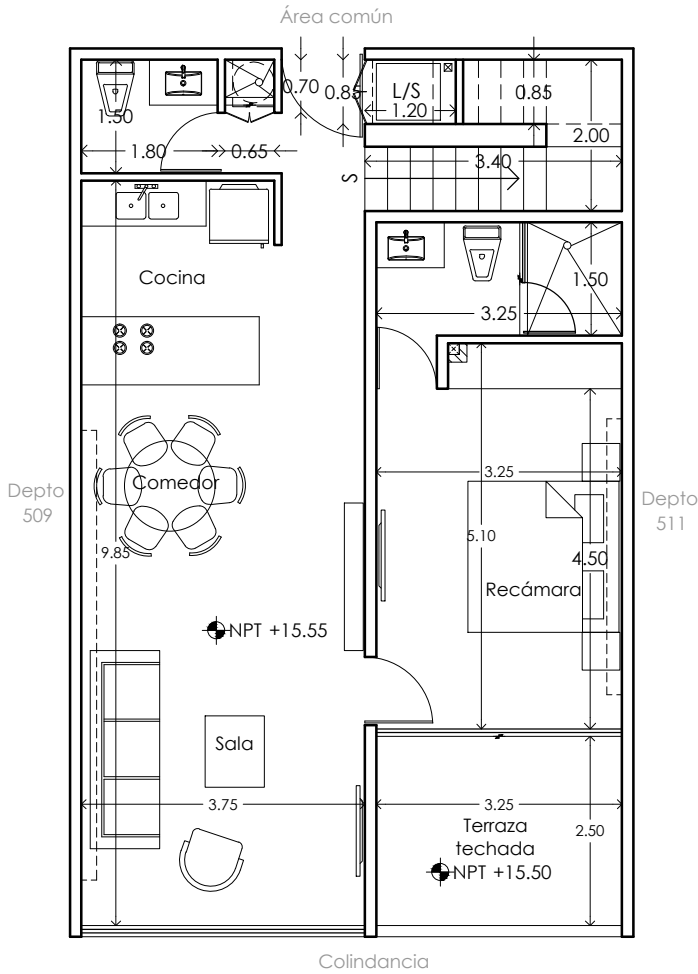 Área común
0.70
0.85
L/S
1.20
0.85
1.50
2.00
1.80
0.65
3.40
S
Cocina
1.50
3.25
Comedor
3.25
Depto
509
Depto
511
9.85
5.10
4.50
Recámara
NPT +15.55
Sala
3.75
3.25
Terraza
techada
2.50
NPT +15.50
Colindancia